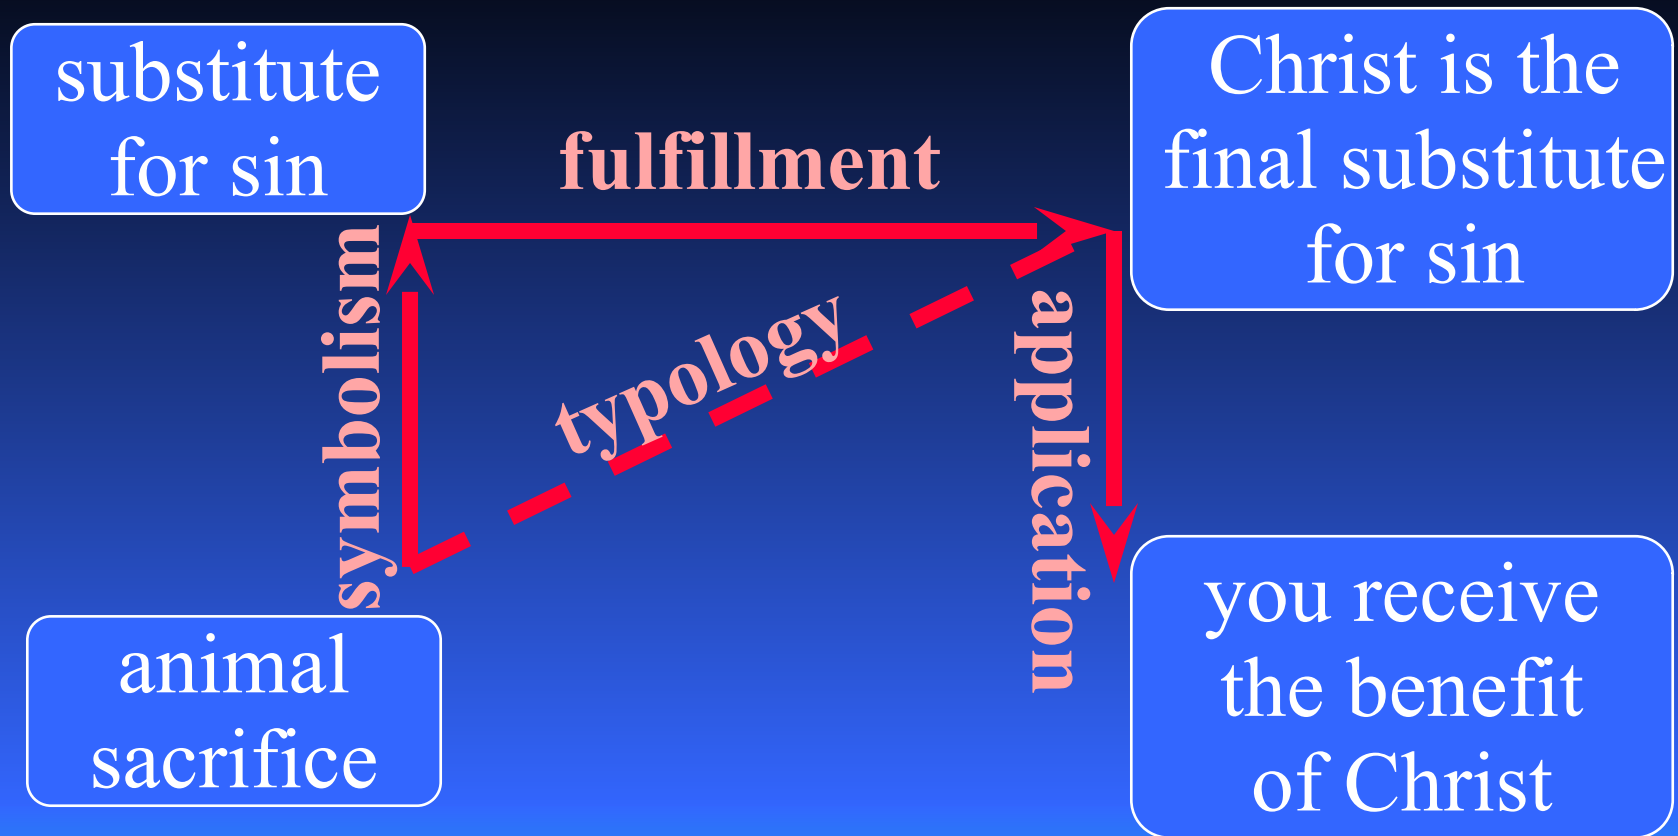 substitute
for sin
fulfillment
Christ is the
final substitute
for sin
symbolism
typology
application
animal
sacrifice
you receive
the benefit
of Christ